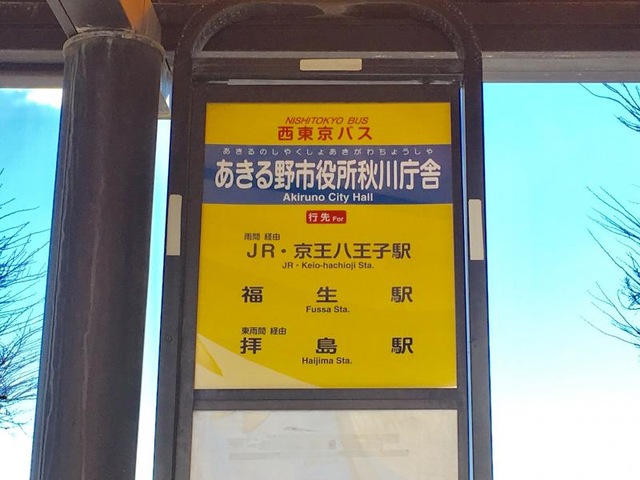 NISHITOKYO BUS
西東京バス
あきるのしやくしょあきがわちょうしゃ
あきる野市役所秋川庁舎
Akiruno City Hall
行先 For
雨間 経由
JR・京王八王子駅
JR・Keio-hachioji Sta.
福生駅
Fussa Sta.
東雨間 経由
拝島駅
Haijima Sta.